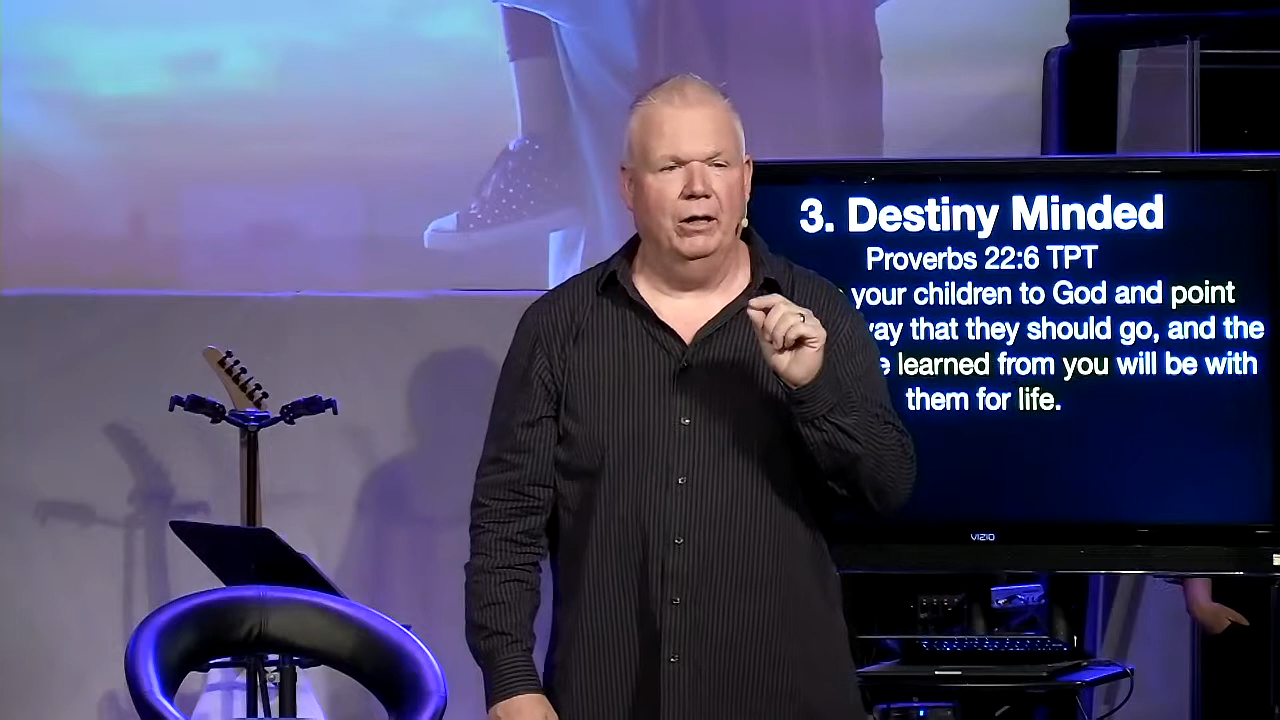 3. Destiny Minded
Proverbs 22:6 TPT
your children to God and point
way that they should go, and the
learned from you will be with
them for life.
VIZIO